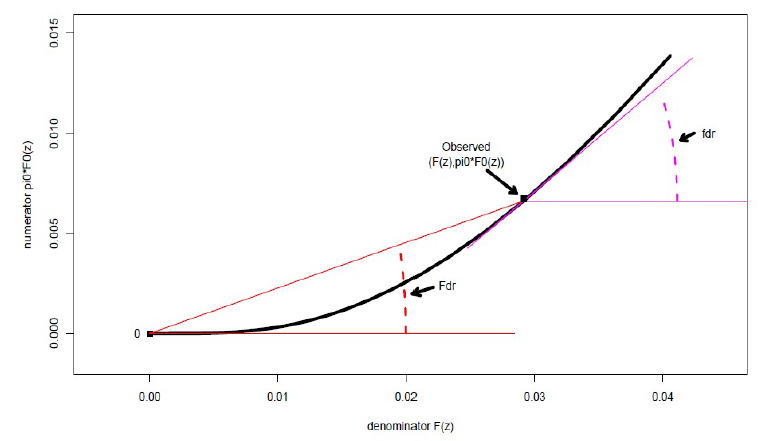 0.015
0.010
0.005
0.000
numerator pi0*F0(z)
Observed
(F(z),pi0*F0(z))
fdr
Fdr
0
0.00 0.01 0.02 0.03 0.04
denominator F(z)